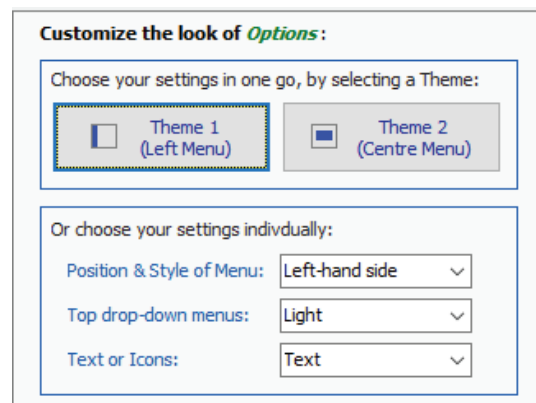 Customize the look of Options:
Choose your settings in one go, by selecting a Theme:
Theme 1
(Left Menu)
Theme 2
(Centre Menu)
Or choose your settings indivdually:
Position & Style of Menu: Left-hand side
Top drop-down menus: Light
Text or Icons: Text